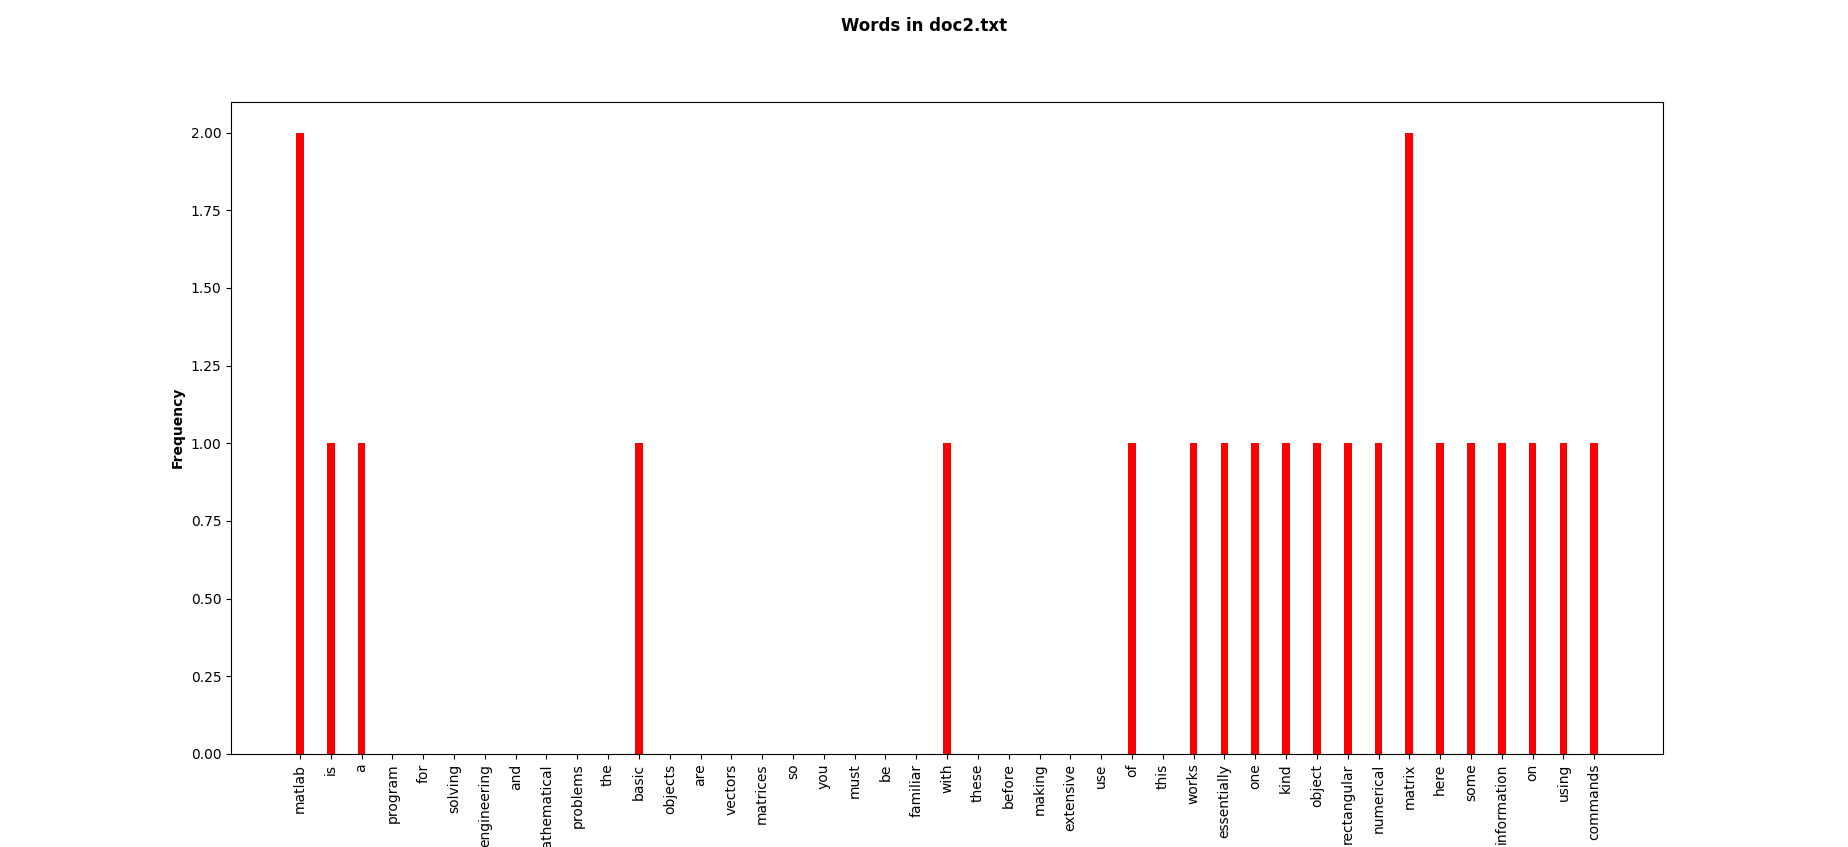 Words in doc2.txt
Frequency
2.00
1.75
1.50
1.25
1.00
0.75
0.50
0.25
0.00
matlab
is
a
program
for
solving
engineering
and
athematical
problems
the
basic
objects
are
vectors
matrices
so
you
must
be
familiar
with
these
before
making
extensive
use
of
this
works
essentially
one
kind
object
rectangular
numerical
matrix
here
some
information
on
using
commands